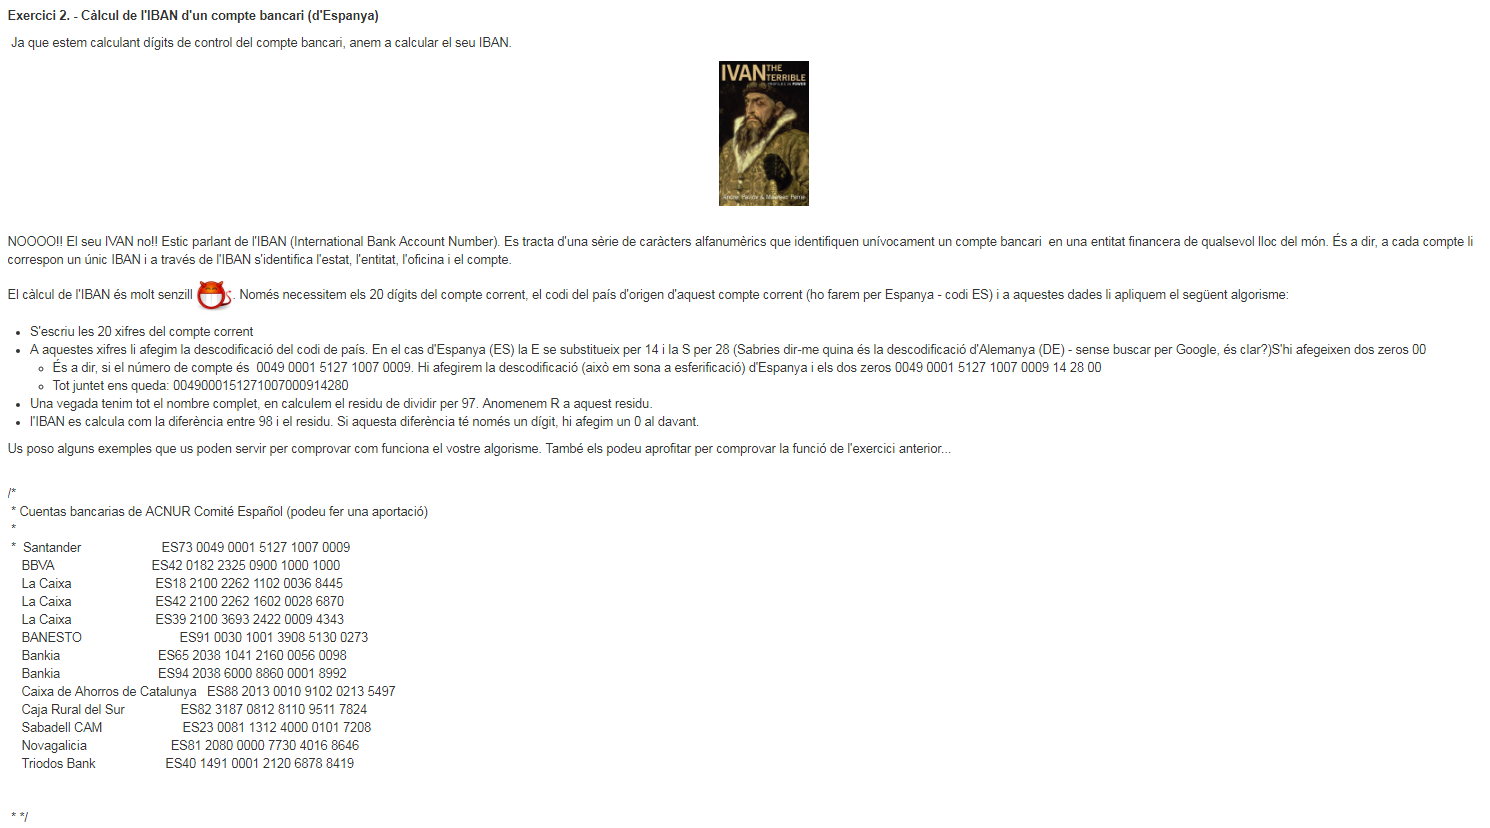 Exercici 2. - Càlcul de l'IBAN d'un compte bancari (d'Espanya)
Ja que estem calculant dígits de control del compte bancari, anem a calcular el seu IBAN.
IVAN THE TERRIBLE
PROFILES IN POWER
Andrei Pavlov & Maureen Perrie
NOOOO!! El seu IVAN no!! Estic parlant de l'IBAN (International Bank Account Number). Es tracta d'una sèrie de caràcters alfanumèrics que identifiquen unívocament un compte bancari en una entitat financera de qualsevol lloc del món. És a dir, a cada compte li
correspon un únic IBAN i a través de l'IBAN s'identifica l'estat, l'entitat, l'oficina i el compte.
El càlcul de l'IBAN és molt senzill . Només necessitem els 20 dígits del compte corrent, el codi del país d'origen d'aquest compte corrent (ho farem per Espanya - codi ES) i a aquestes dades li apliquem el següent algorisme:
• S'escriu les 20 xifres del compte corrent
• A aquestes xifres li afegim la descodificació del codi de país. En el cas d'Espanya (ES) la E se substitueix per 14 i la S per 28 (Sabries dir-me quina és la descodificació d'Alemanya (DE) - sense buscar per Google, és clar?)S'hi afegeixen dos zeros 00
◦ És a dir, si el número de compte és 0049 0001 5127 1007 0009. Hi afegirem la descodificació (això em sona a esferificació) d'Espanya i els dos zeros 0049 0001 5127 1007 0009 14 28 00
◦ Tot juntet ens queda: 0049000151271007000914280
• Una vegada tenim tot el nombre complet, en calculem el residu de dividir per 97. Anomenem R a aquest residu.
• l'IBAN es calcula com la diferència entre 98 i el residu. Si aquesta diferència té només un dígit, hi afegim un 0 al davant.
Us poso alguns exemples que us poden servir per comprovar com funciona el vostre algorisme. També els podeu aprofitar per comprovar la funció de l'exercici anterior...
/*
* Cuentas bancarias de ACNUR Comité Español (podeu fer una aportació)
*
* Santander ES73 0049 0001 5127 1007 0009
BBVA ES42 0182 2325 0900 1000 1000
La Caixa ES18 2100 2262 1102 0036 8445
La Caixa ES42 2100 2262 1602 0028 6870
La Caixa ES39 2100 3693 2422 0009 4343
BANESTO ES91 0030 1001 3908 5130 0273
Bankia ES65 2038 1041 2160 0056 0098
Bankia ES94 2038 6000 8860 0001 8992
Caixa de Ahorros de Catalunya ES88 2013 0010 9102 0213 5497
Caja Rural del Sur ES82 3187 0812 8110 9511 7824
Sabadell CAM ES23 0081 1312 4000 0101 7208
Novagalicia ES81 2080 0000 7730 4016 8646
Triodos Bank ES40 1491 0001 2120 6878 8419
* */